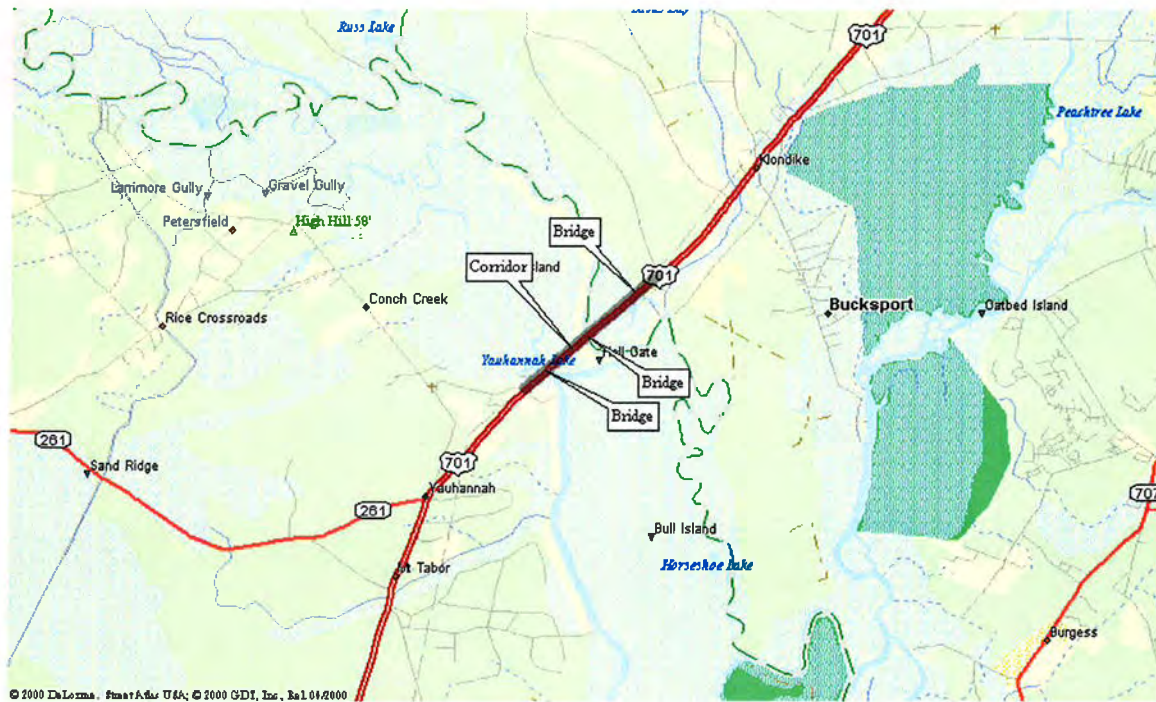 Russ Lake
701
Peachtree Lake
Klondike
Larrimore Gully
Gravel Gully
Petersfield
High Hill 58'
Bridge
Corridor
701
Conch Creek
Bucksport
Oatbed Island
Rice Crossroads
Yauhannah Lake
Hell Gate
Bridge
Bridge
261
701
Sand Ridge
Yauhannah
261
707
Bull Island
Horseshoe Lake
Mt Tabor
Burgess
© 2000 DeLorme. Street Atlas USA; © 2000 GDT, Inc., Rel. 04/2000